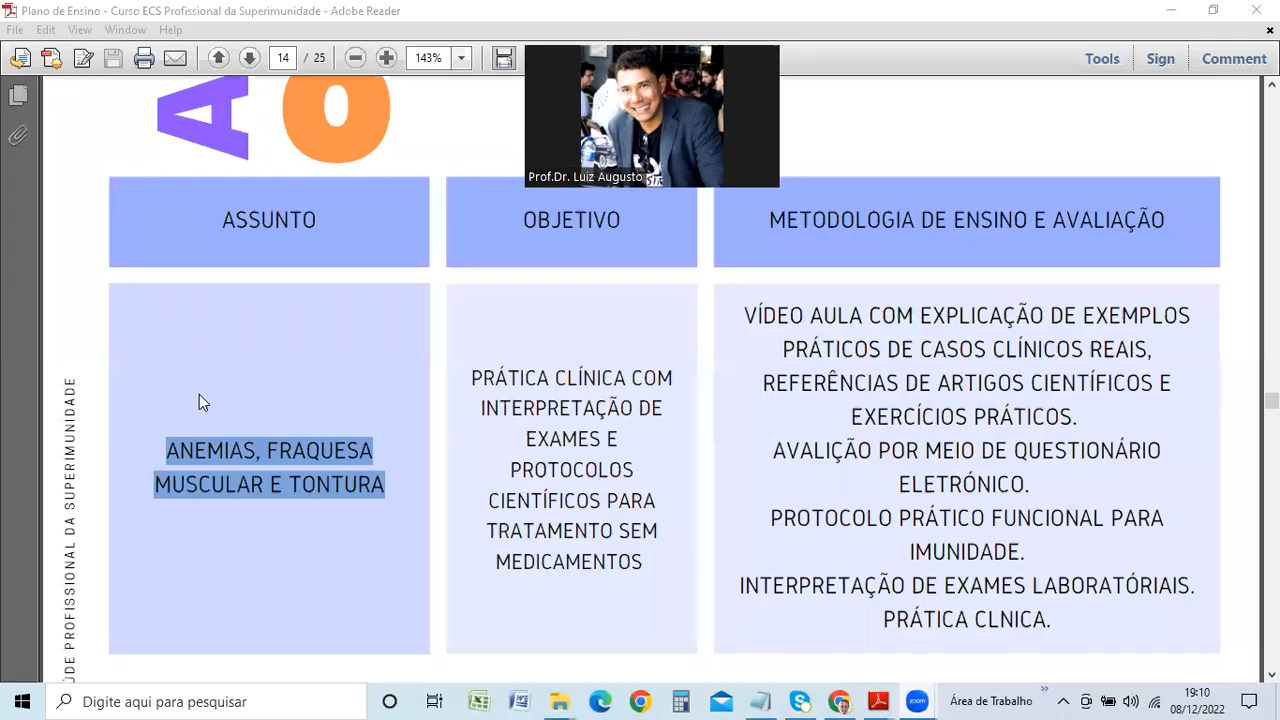 Plano de Ensino - Curso ECS Profissional da Superimunidade - Adobe Reader
File Edit View Window Help
14 / 25 143% Tools Sign Comment
A
O
Prof.Dr. Luiz Augusto
ASSUNTO
OBJETIVO
METODOLOGIA DE ENSINO E AVALIAÇÃO
ANEMIAS, FRAQUESA
MUSCULAR E TONTURA
PRÁTICA CLÍNICA COM
INTERPRETAÇÃO DE
EXAMES E
PROTOCOLOS
CIENTÍFICOS PARA
TRATAMENTO SEM
MEDICAMENTOS
VÍDEO AULA COM EXPLICAÇÃO DE EXEMPLOS
PRÁTICOS DE CASOS CLÍNICOS REAIS,
REFERÊNCIAS DE ARTIGOS CIENTÍFICOS E
EXERCÍCIOS PRÁTICOS.
AVALIÇÃO POR MEIO DE QUESTIONÁRIO
ELETRÓNICO.
PROTOCOLO PRÁTICO FUNCIONAL PARA
IMUNIDADE.
INTERPRETAÇÃO DE EXAMES LABORATÓRIAIS.
PRÁTICA CLNICA.
ÚDE PROFISSIONAL DA SUPERIMUNIDADE
Digite aqui para pesquisar
zoom
Área de Trabalho
19:10
08/12/2022